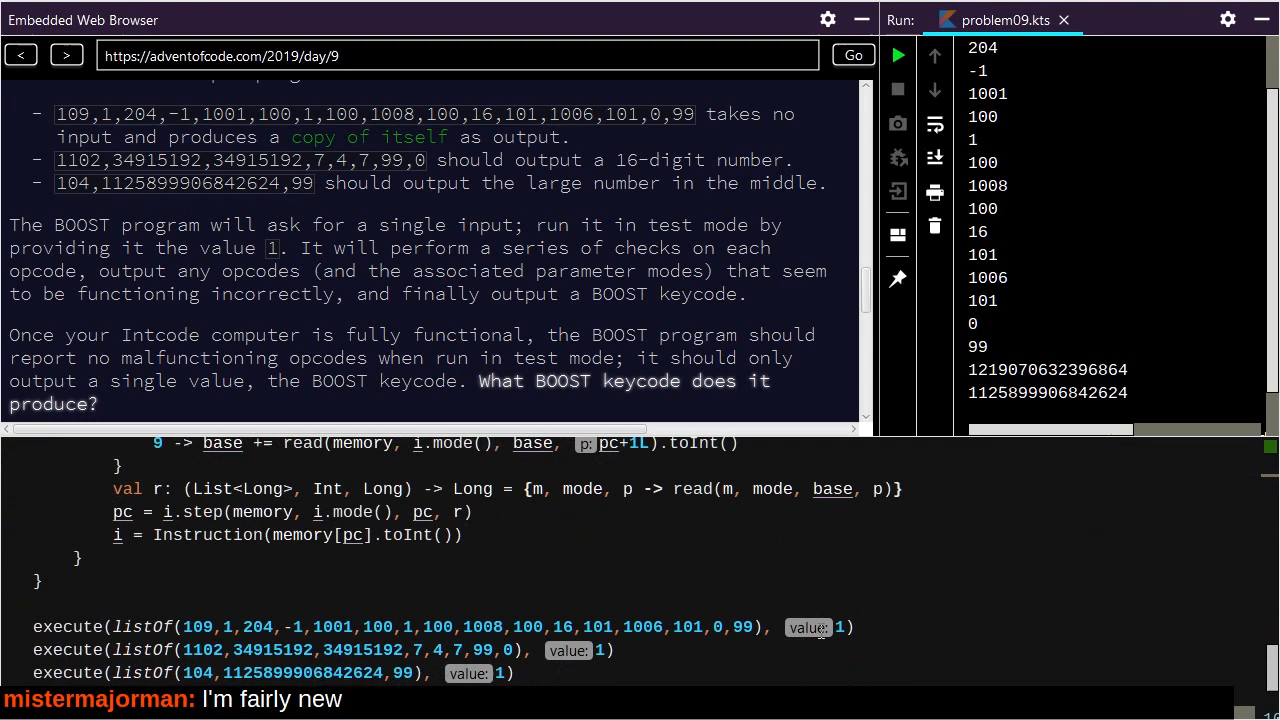 Embedded Web Browser
< > https://adventofcode.com/2019/day/9 Go
- 109,1,204,-1,1001,100,1,100,1008,100,16,101,1006,101,0,99 takes no
input and produces a copy of itself as output.
- 1102,34915192,34915192,7,4,7,99,0 should output a 16-digit number.
- 104,1125899906842624,99 should output the large number in the middle.
The BOOST program will ask for a single input; run it in test mode by
providing it the value 1. It will perform a series of checks on each
opcode, output any opcodes (and the associated parameter modes) that seem
to be functioning incorrectly, and finally output a BOOST keycode.
Once your Intcode computer is fully functional, the BOOST program should
report no malfunctioning opcodes when run in test mode; it should only
output a single value, the BOOST keycode. What BOOST keycode does it
produce?
Run: problem09.kts
204
-1
1001
100
1
100
1008
100
16
101
1006
101
0
99
1219070632396864
1125899906842624
9 -> base += read(memory, i.mode(), base, p: pc+1L).toInt()
}
val r: (List<Long>, Int, Long) -> Long = {m, mode, p -> read(m, mode, base, p)}
pc = i.step(memory, i.mode(), pc, r)
i = Instruction(memory[pc].toInt())
}
}
execute(listOf(109,1,204,-1,1001,100,1,100,1008,100,16,101,1006,101,0,99), value: 1)
execute(listOf(1102,34915192,34915192,7,4,7,99,0), value: 1)
execute(listOf(104,1125899906842624,99), value: 1)
mistermajorman: I'm fairly new